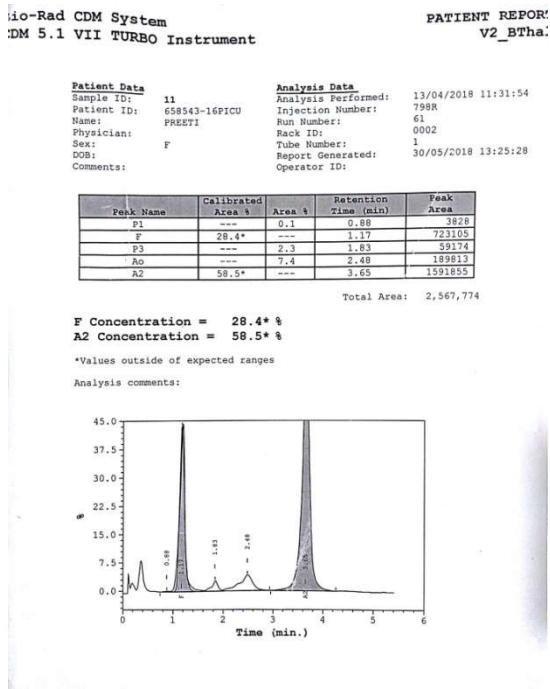 io-Rad CDM System
DM 5.1 VII TURBO Instrument
PATIENT REPORT
V2_BThal
Patient Data
Sample ID: 11
Patient ID: 658543-16PICU
Name: PREETI
Physician:
Sex: F
DOB:
Comments:
Analysis Data
Analysis Performed: 13/04/2018 11:31:54
Injection Number: 798R
Run Number: 61
Rack ID: 0002
Tube Number: 1
Report Generated: 30/05/2018 13:25:28
Operator ID:
Peak Name Calibrated Area % Area % Retention Time (min) Peak Area
P1 --- 0.1 0.88 3828
F 28.4* --- 1.17 723105
P3 --- 2.3 1.83 59174
Ao --- 7.4 2.48 189813
A2 58.5* --- 3.65 1591855
Total Area: 2,567,774
F Concentration = 28.4* %
A2 Concentration = 58.5* %
*Values outside of expected ranges
Analysis comments:
45.0
37.5
30.0
22.5
15.0
7.5
0.0
%
0.88
F 1.17
1.83
2.48
A2 3.65
0 1 2 3 4 5 6
Time (min.)